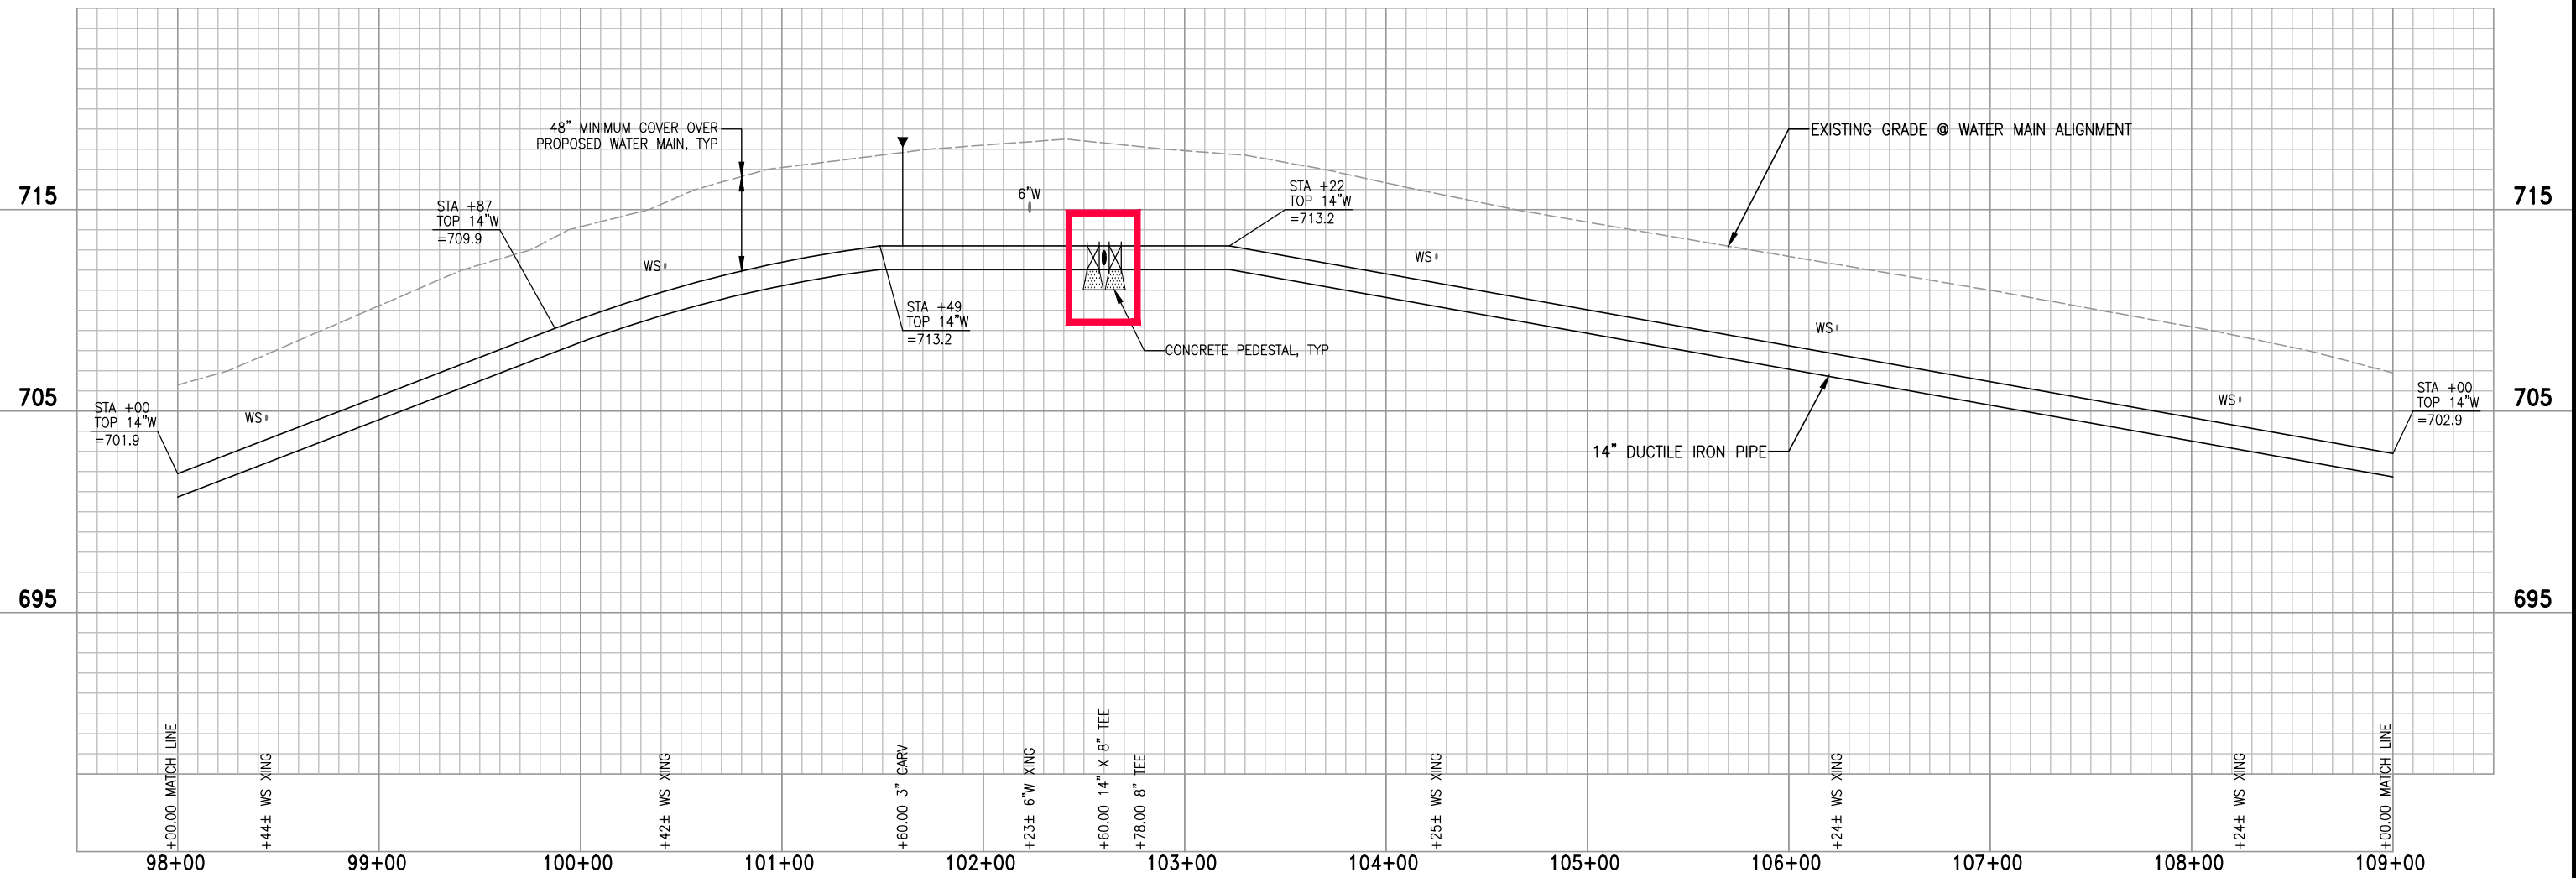 48" MINIMUM COVER OVER
PROPOSED WATER MAIN, TYP
EXISTING GRADE @ WATER MAIN ALIGNMENT
715
STA +87
TOP 14"W
=709.9
6"W
STA +22
TOP 14"W
=713.2
715
WS
WS
STA +49
TOP 14"W
=713.2
WS
CONCRETE PEDESTAL, TYP
705
STA +00
TOP 14"W
=701.9
WS
WS
STA +00
TOP 14"W
=702.9
705
14" DUCTILE IRON PIPE
695
695
+00.00 MATCH LINE
+44± WS XING
+42± WS XING
+60.00 3" CARV
+23± 6"W XING
+60.00 14" X 8" TEE
+78.00 8" TEE
+25± WS XING
+24± WS XING
+24± WS XING
+00.00 MATCH LINE
98+00
99+00
100+00
101+00
102+00
103+00
104+00
105+00
106+00
107+00
108+00
109+00